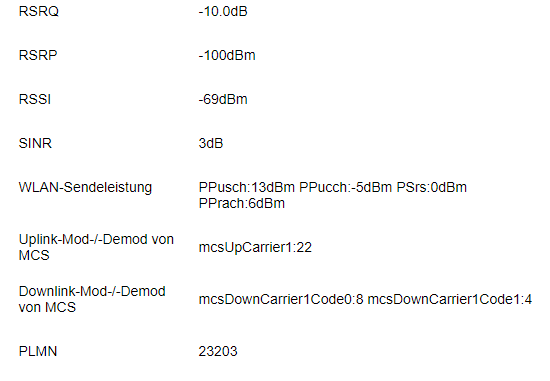 RSRQ -10.0dB
RSRP -100dBm
RSSI -69dBm
SINR 3dB
WLAN-Sendeleistung PPusch:13dBm PPucch:-5dBm PSrs:0dBm
PPrach:6dBm
Uplink-Mod-/-Demod von
MCS
mcsUpCarrier1:22
Downlink-Mod-/-Demod
von MCS
mcsDownCarrier1Code0:8 mcsDownCarrier1Code1:4
PLMN 23203